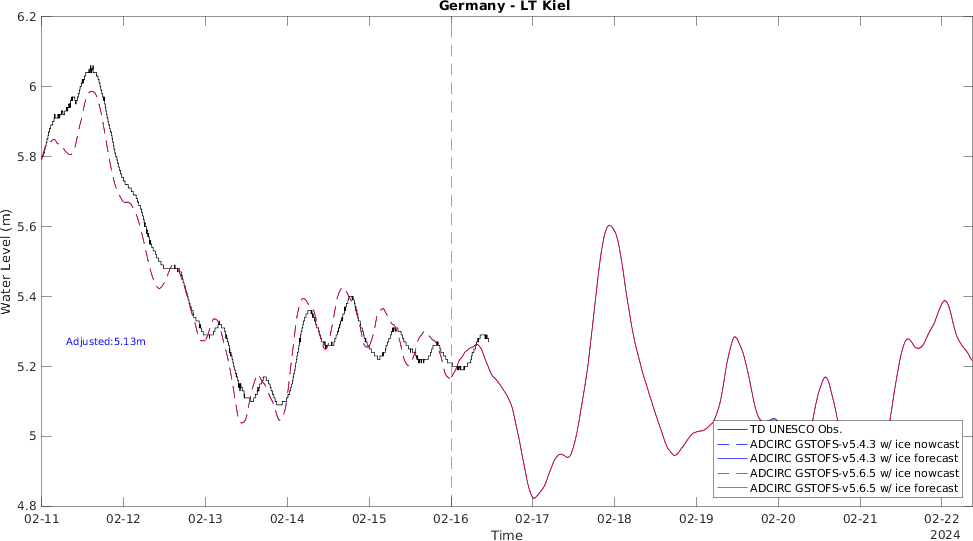 Germany - LT Kiel
6.2
6
5.8
5.6
5.4
5.2
5
4.8
Water Level (m)
Adjusted:5.13m
TD UNESCO Obs.
ADCIRC GSTOFS-v5.4.3 w/ ice nowcast
ADCIRC GSTOFS-v5.4.3 w/ ice forecast
ADCIRC GSTOFS-v5.6.5 w/ ice nowcast
ADCIRC GSTOFS-v5.6.5 w/ ice forecast
02-11 02-12 02-13 02-14 02-15 02-16 02-17 02-18 02-19 02-20 02-21 02-22
Time
2024